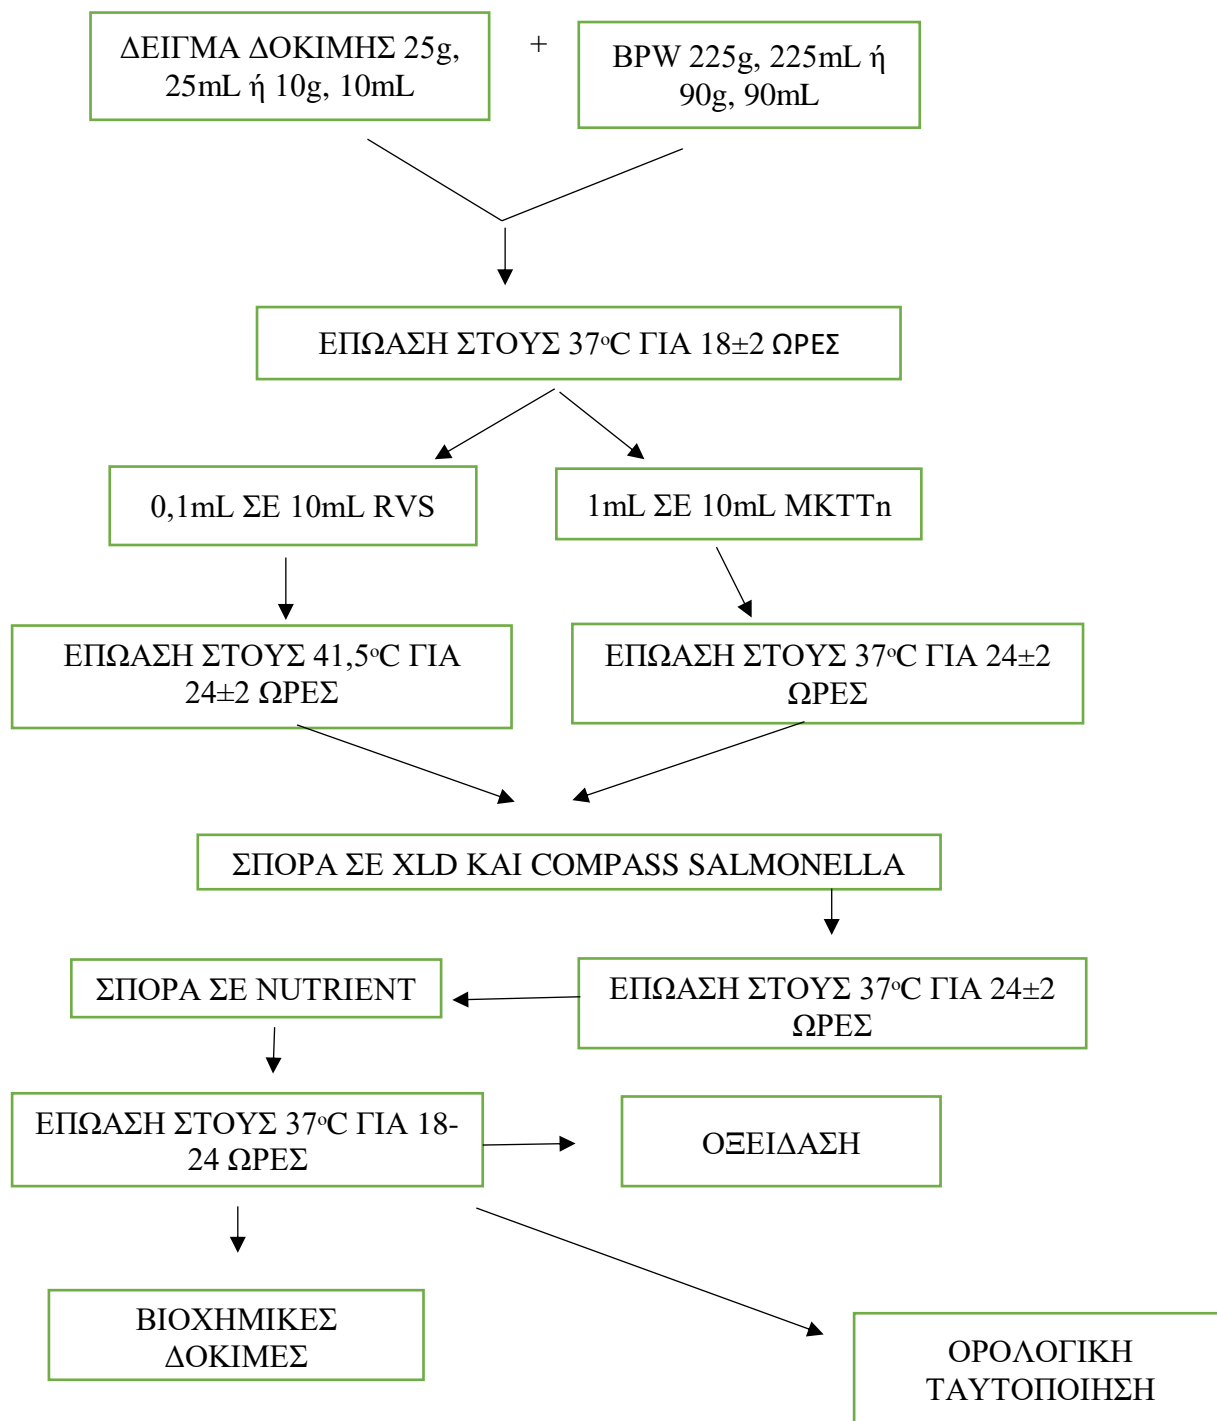 ΔΕΙΓΜΑ ΔΟΚΙΜΗΣ 25g,
25mL ή 10g, 10mL
+
BPW 225g, 225mL ή
90g, 90mL
ΕΠΩΑΣΗ ΣΤΟΥΣ 37°C ΓΙΑ 18±2 ΩΡΕΣ
0,1mL ΣΕ 10mL RVS
1mL ΣΕ 10mL MKTTn
ΕΠΩΑΣΗ ΣΤΟΥΣ 41,5°C ΓΙΑ
24±2 ΩΡΕΣ
ΕΠΩΑΣΗ ΣΤΟΥΣ 37°C ΓΙΑ 24±2
ΩΡΕΣ
ΣΠΟΡΑ ΣΕ XLD ΚΑΙ COMPASS SALMONELLA
ΣΠΟΡΑ ΣΕ NUTRIENT
ΕΠΩΑΣΗ ΣΤΟΥΣ 37°C ΓΙΑ 24±2
ΩΡΕΣ
ΕΠΩΑΣΗ ΣΤΟΥΣ 37°C ΓΙΑ 18-
24 ΩΡΕΣ
ΟΞΕΙΔΑΣΗ
ΒΙΟΧΗΜΙΚΕΣ
ΔΟΚΙΜΕΣ
ΟΡΟΛΟΓΙΚΗ
ΤΑΥΤΟΠΟΙΗΣΗ